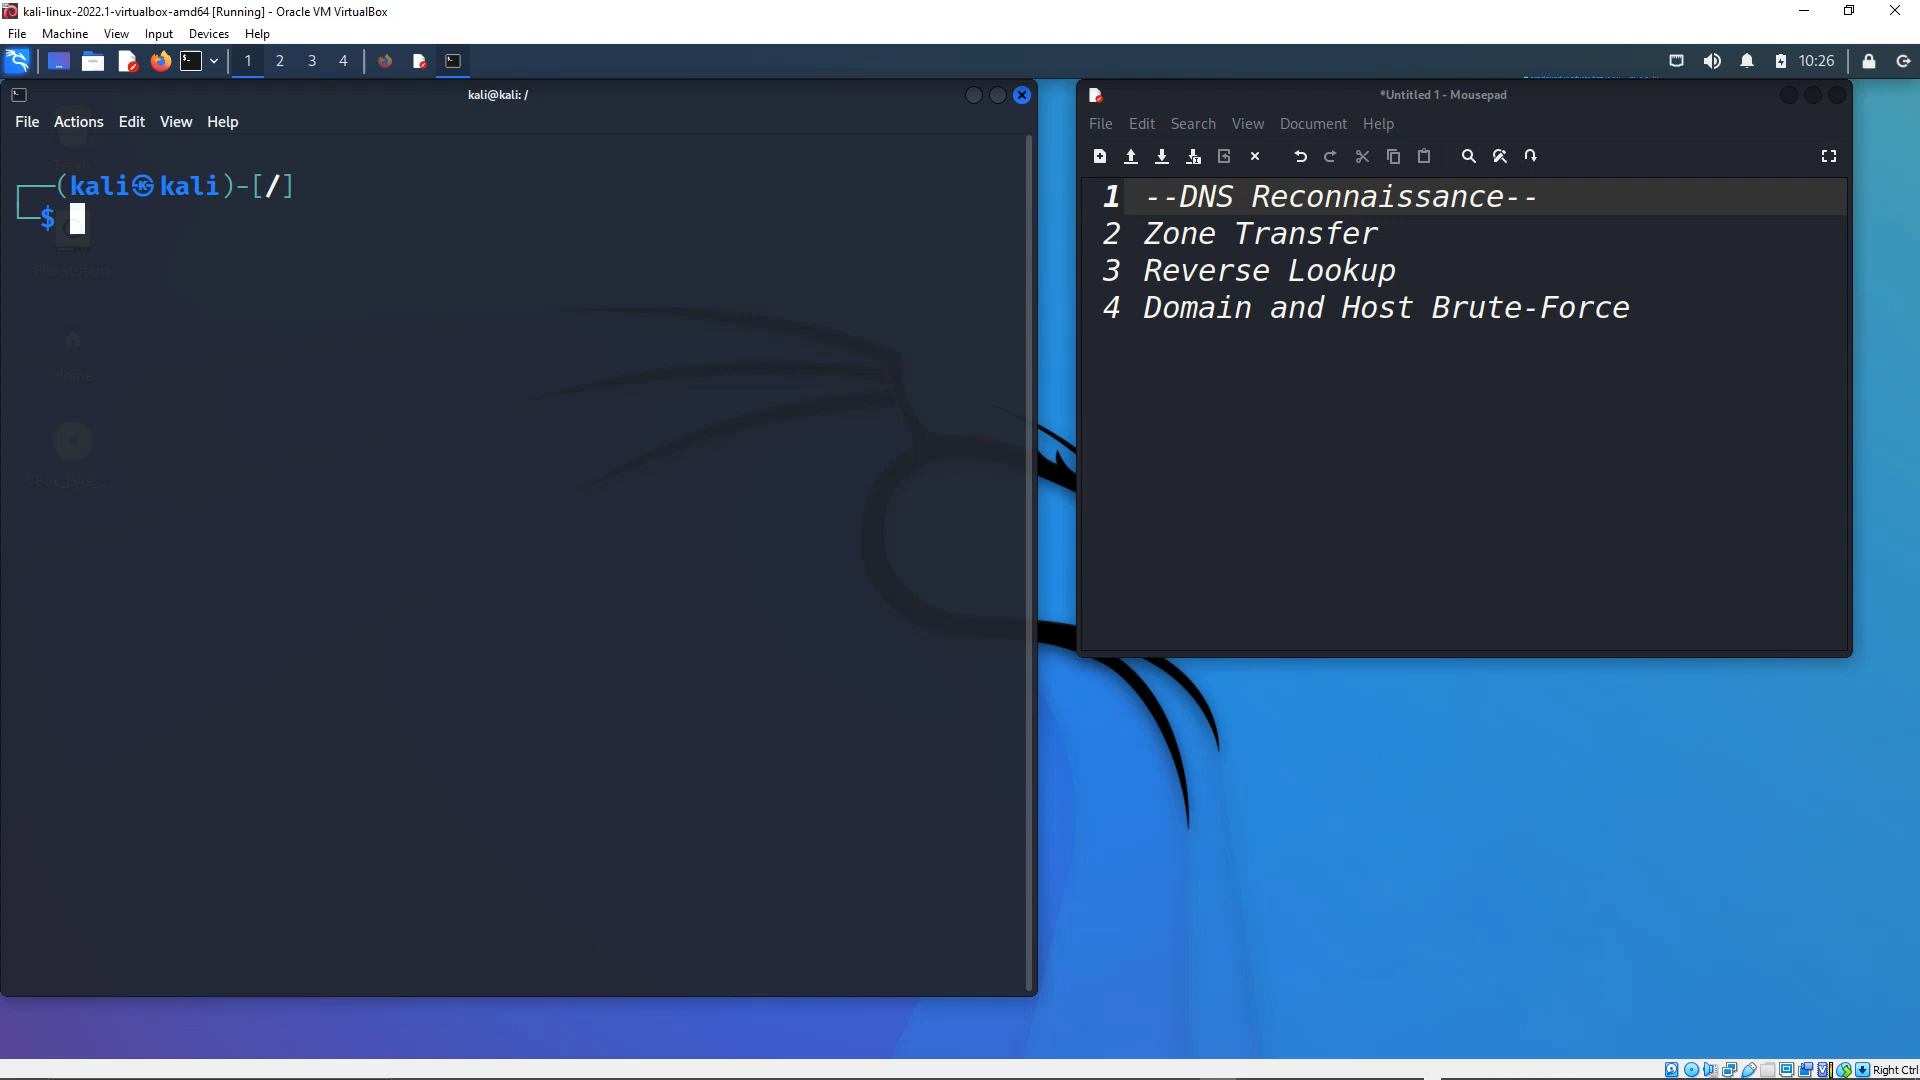 kali-linux-2022.1-virtualbox-amd64 [Running] - Oracle VM VirtualBox
File Machine View Input Devices Help
1 2 3 4 10:26
kali@kali: /
File Actions Edit View Help
(kali㉿kali)-[/]
$
File System
Home
*Untitled 1 - Mousepad
File Edit Search View Document Help
1 --DNS Reconnaissance--
2 Zone Transfer
3 Reverse Lookup
4 Domain and Host Brute-Force
Right Ctrl